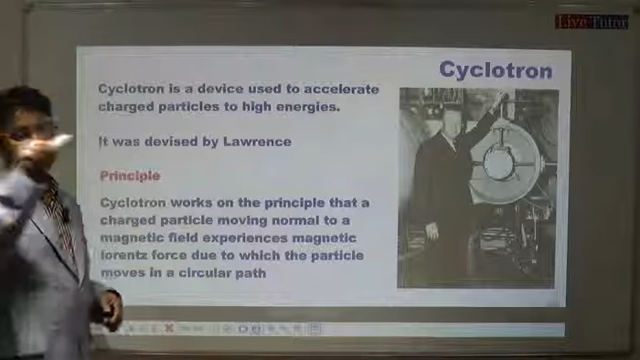 Live Tutor
Cyclotron
Cyclotron is a device used to accelerate
charged particles to high energies.
It was devised by Lawrence
Principle
Cyclotron works on the principle that a
charged particle moving normal to a
magnetic field experiences magnetic
lorentz force due to which the particle
moves in a circular path